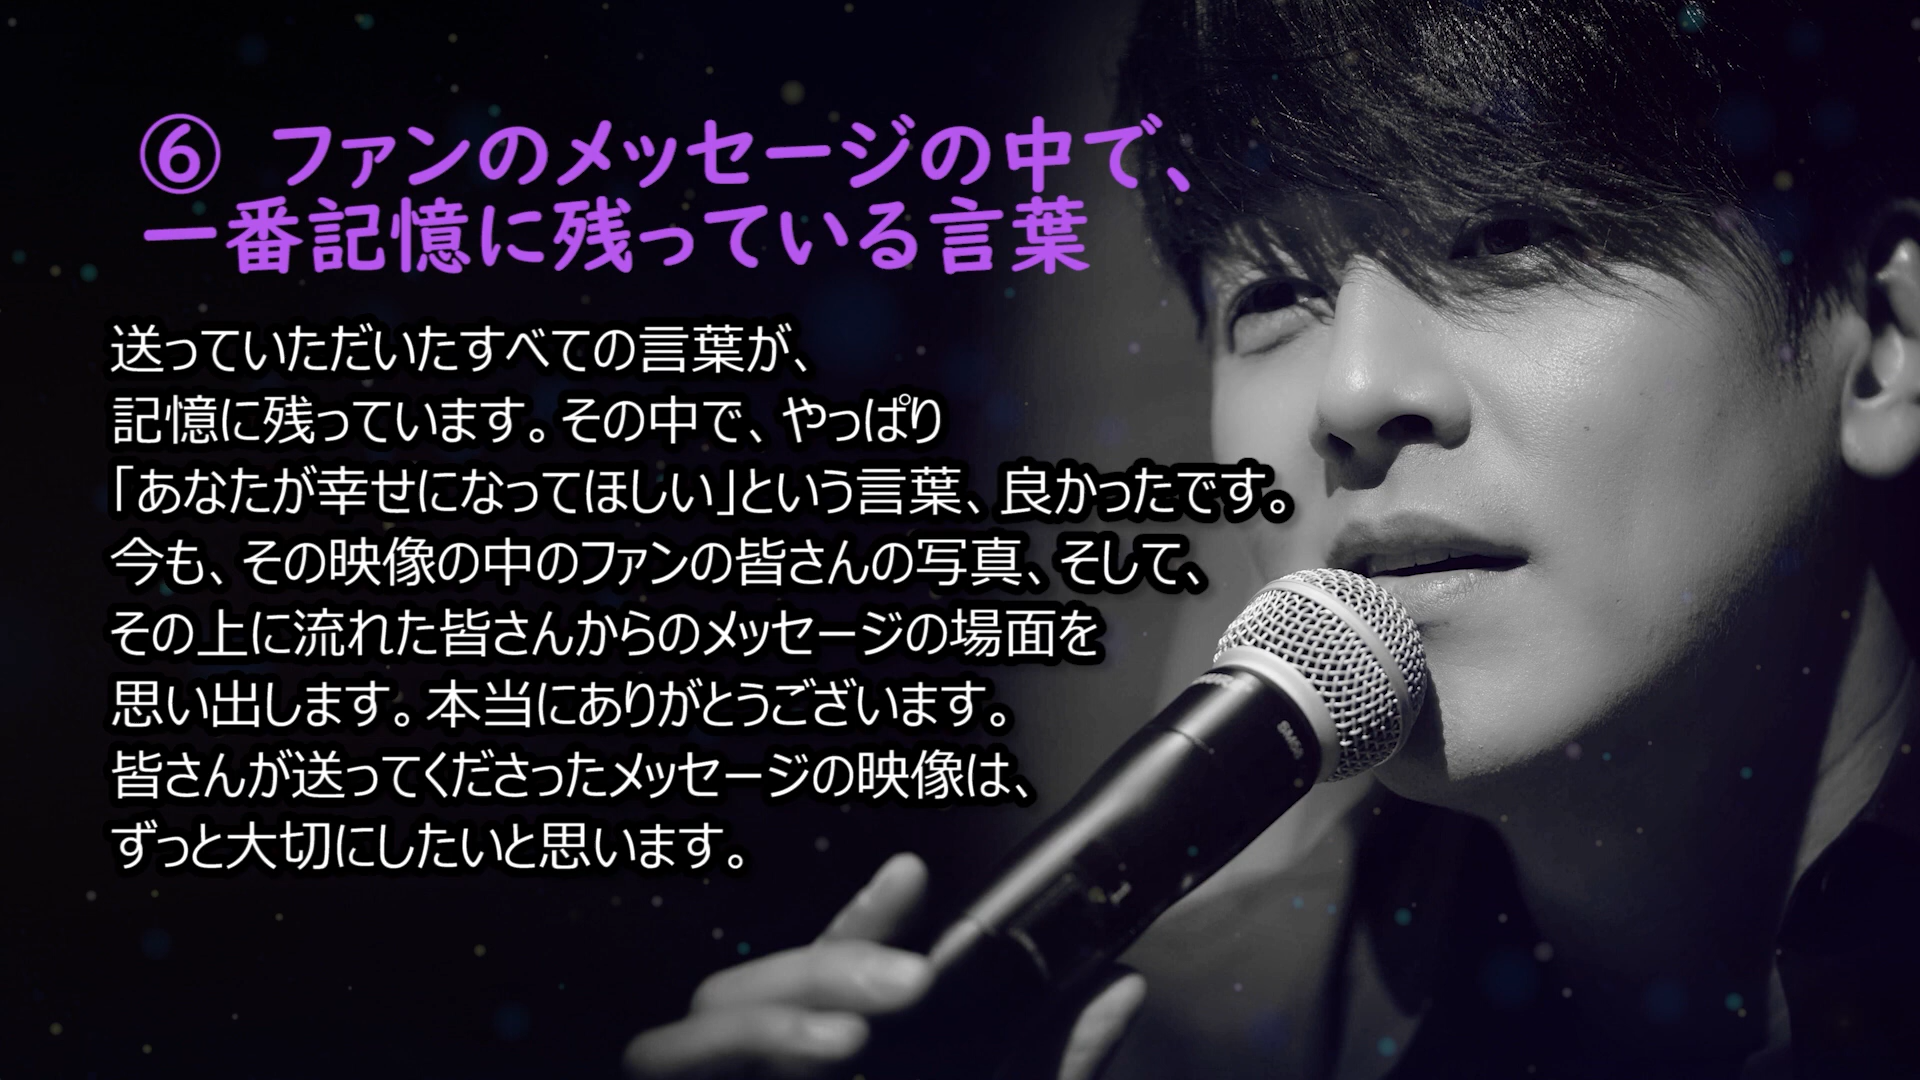 ⑥ ファンのメッセージの中で、
一番記憶に残っている言葉
送っていただいたすべての言葉が、
記憶に残っています。その中で、やっぱり
「あなたが幸せになってほしい」という言葉、良かったです。
今も、その映像の中のファンの皆さんの写真、そして、
その上に流れた皆さんからのメッセージの場面を
思い出します。本当にありがとうございます。
皆さんが送ってくださったメッセージの映像は、
ずっと大切にしたいと思います。